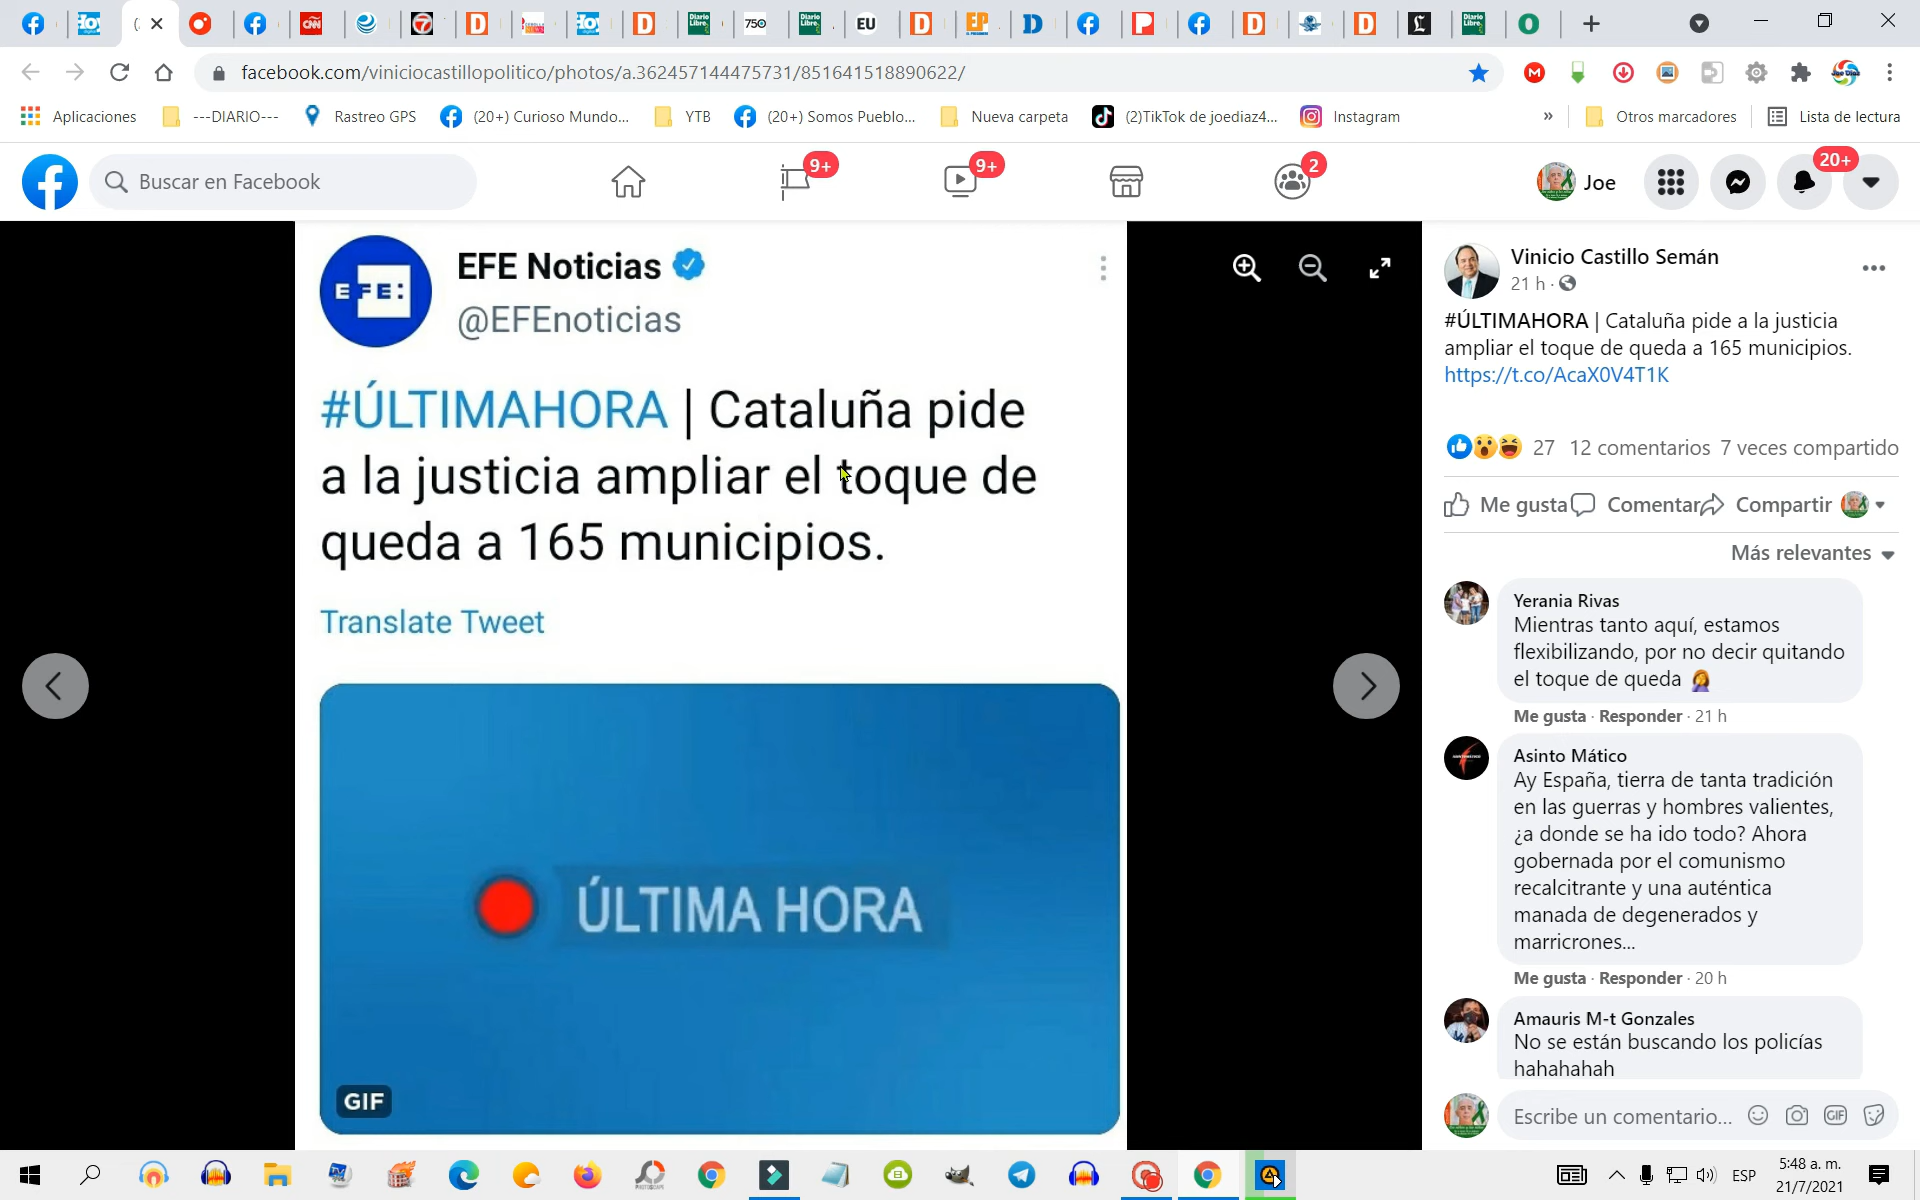 facebook.com/viniciocastillopolitico/photos/a.362457144475731/851641518890622/
Aplicaciones
---DIARIO---
Rastreo GPS
(20+) Curioso Mundo...
YTB
(20+) Somos Pueblo...
Nueva carpeta
(2)TikTok de joediaz4...
Instagram
»
Otros marcadores
Lista de lectura
Buscar en Facebook
9+
9+
2
Joe
20+
EFE:
EFE Noticias
@EFEnoticias
#ÚLTIMAHORA | Cataluña pide
a la justicia ampliar el toque de
queda a 165 municipios.
Translate Tweet
ÚLTIMA HORA
GIF
Vinicio Castillo Semán
21 h ·
#ÚLTIMAHORA | Cataluña pide a la justicia
ampliar el toque de queda a 165 municipios.
https://t.co/AcaX0V4T1K
27 12 comentarios 7 veces compartido
Me gusta Comentar Compartir
Más relevantes
Yerania Rivas
Mientras tanto aquí, estamos
flexibilizando, por no decir quitando
el toque de queda 🤦‍♀️
Me gusta · Responder · 21 h
Asinto Mático
Ay España, tierra de tanta tradición
en las guerras y hombres valientes,
¿a donde se ha ido todo? Ahora
gobernada por el comunismo
recalcitrante y una auténtica
manada de degenerados y
marricrones...
Me gusta · Responder · 20 h
Amauris M-t Gonzales
No se están buscando los policías
hahahahah
Escribe un comentario...
GIF
ESP
5:48 a. m.
21/7/2021